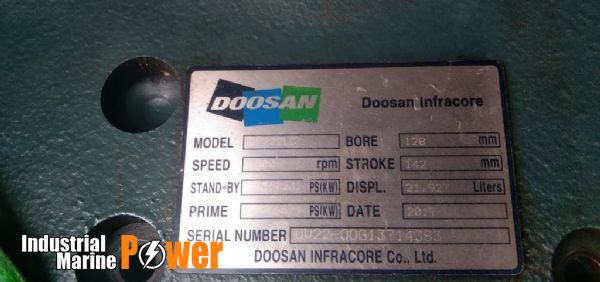 DOOSAN Doosan Infracore
MODEL BORE 128 mm
SPEED rpm STROKE 142 mm
STAND-BY PS(KW) DISPL. 21.927 Liters
PRIME PS(KW) DATE
SERIAL NUMBER
DOOSAN INFRACORE Co., Ltd.
Industrial
Marine Power